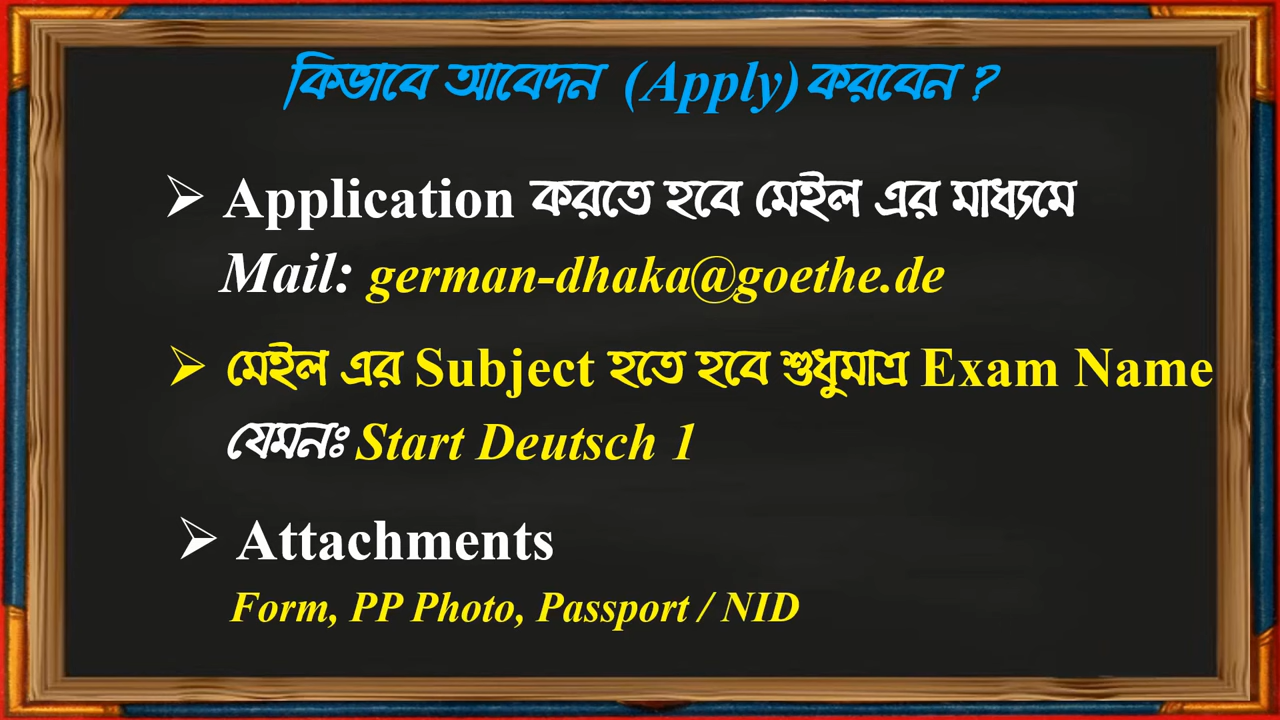 কিভাবে আবেদন (Apply) করবেন ?
➢ Application করতে হবে মেইল এর মাধ্যমে
Mail: german-dhaka@goethe.de
➢ মেইল এর Subject হতে হবে শুধুমাত্র Exam Name
যেমনঃ Start Deutsch 1
➢ Attachments
Form, PP Photo, Passport / NID